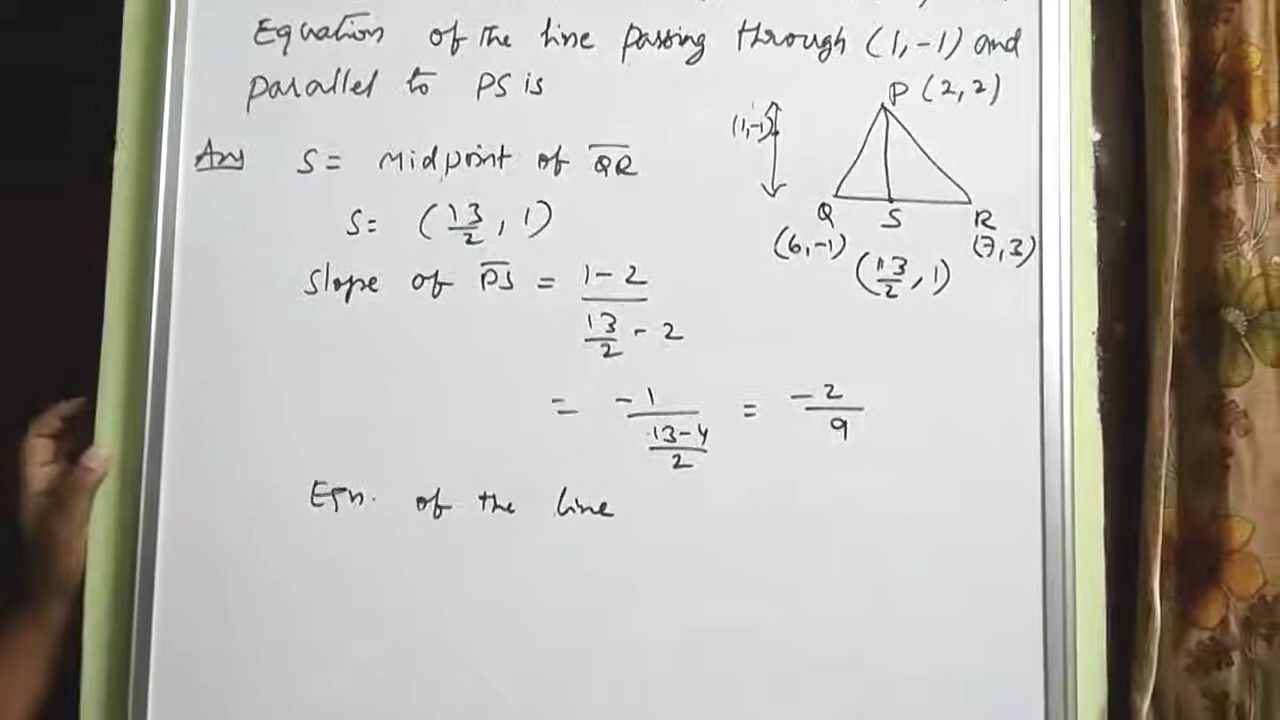 Equation of the line passing through (1,-1) and
parallel to PS is
P (2,2)
(1,-1)
Ans S = Midpoint of QR
S = (13/2, 1)
Q S R
(6,-1) (13/2, 1) (7,3)
Slope of PS = 1-2 / 13/2 - 2
= -1 / 13-4/2 = -2/9
Eqn. of the line